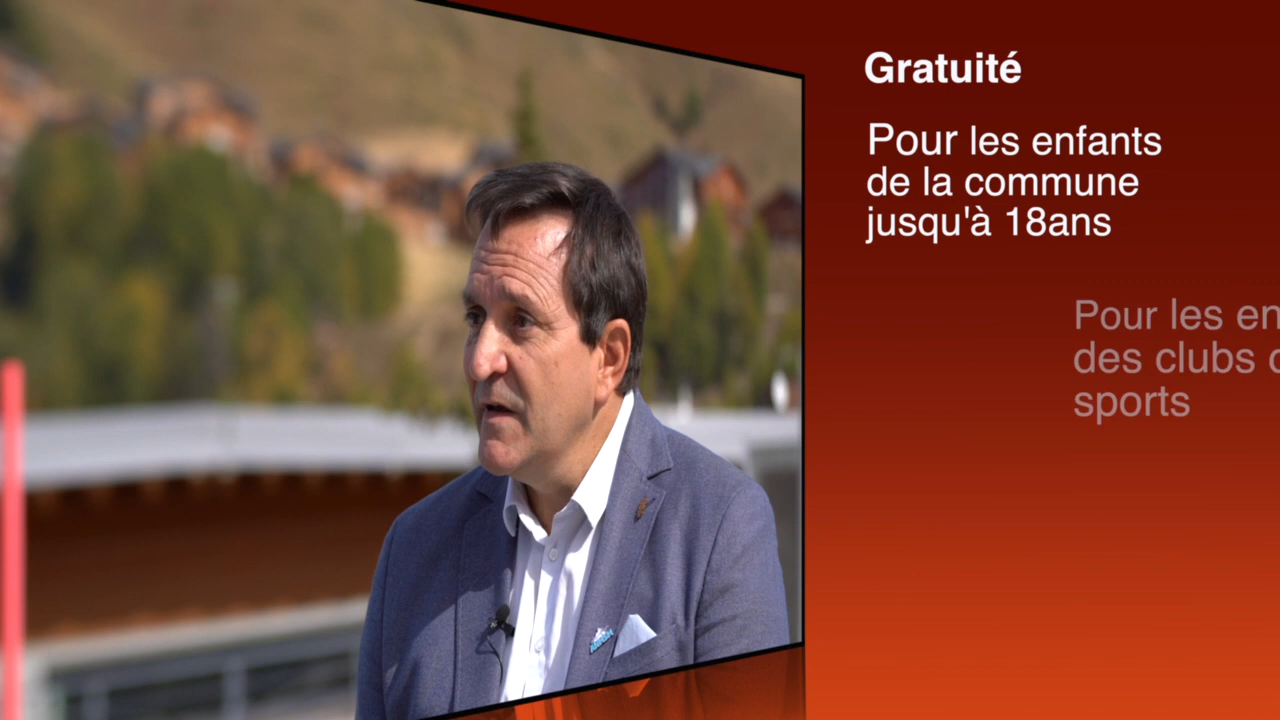 Gratuité
Pour les enfants
de la commune
jusqu'à 18ans
Pour les en
des clubs
sports